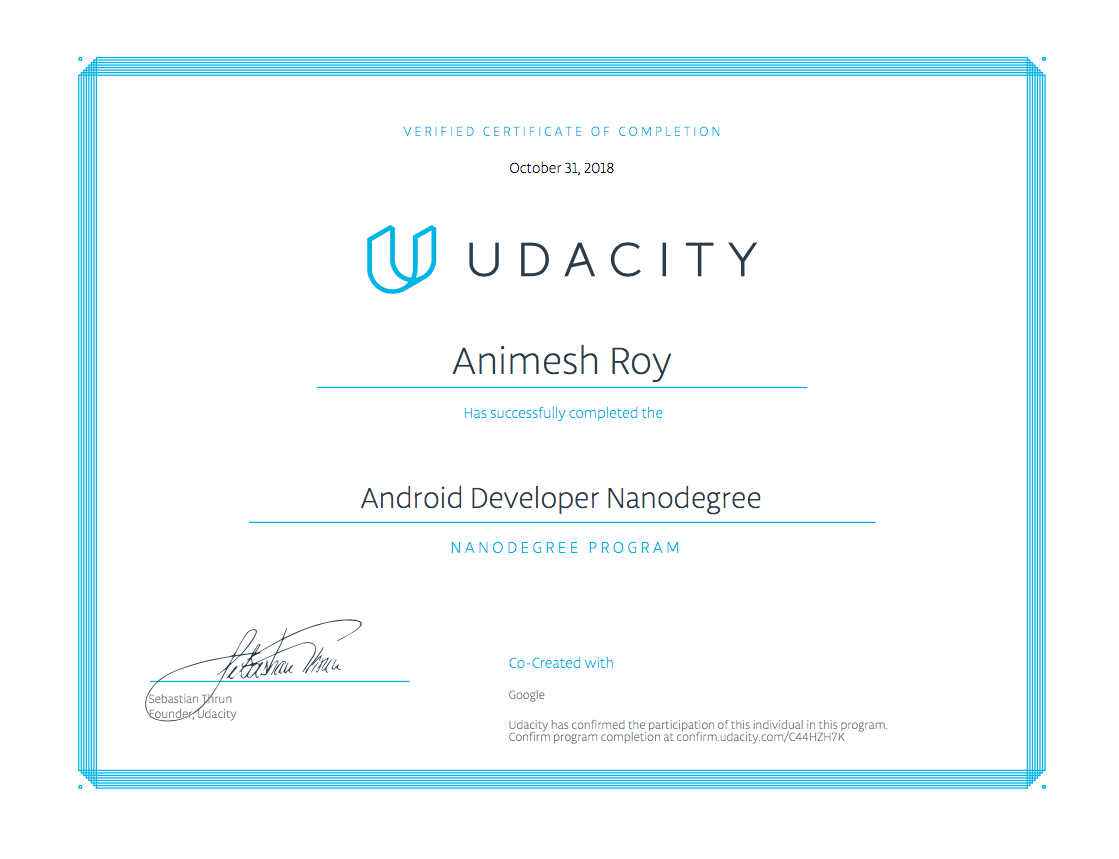 VERIFIED CERTIFICATE OF COMPLETION
October 31, 2018
UDACITY
Animesh Roy
Has successfully completed the
Android Developer Nanodegree
NANODEGREE PROGRAM
Sebastian Thrun
Sebastian Thrun
Founder, Udacity
Co-Created with
Google
Udacity has confirmed the participation of this individual in this program.
Confirm program completion at confirm.udacity.com/C44HZH7K